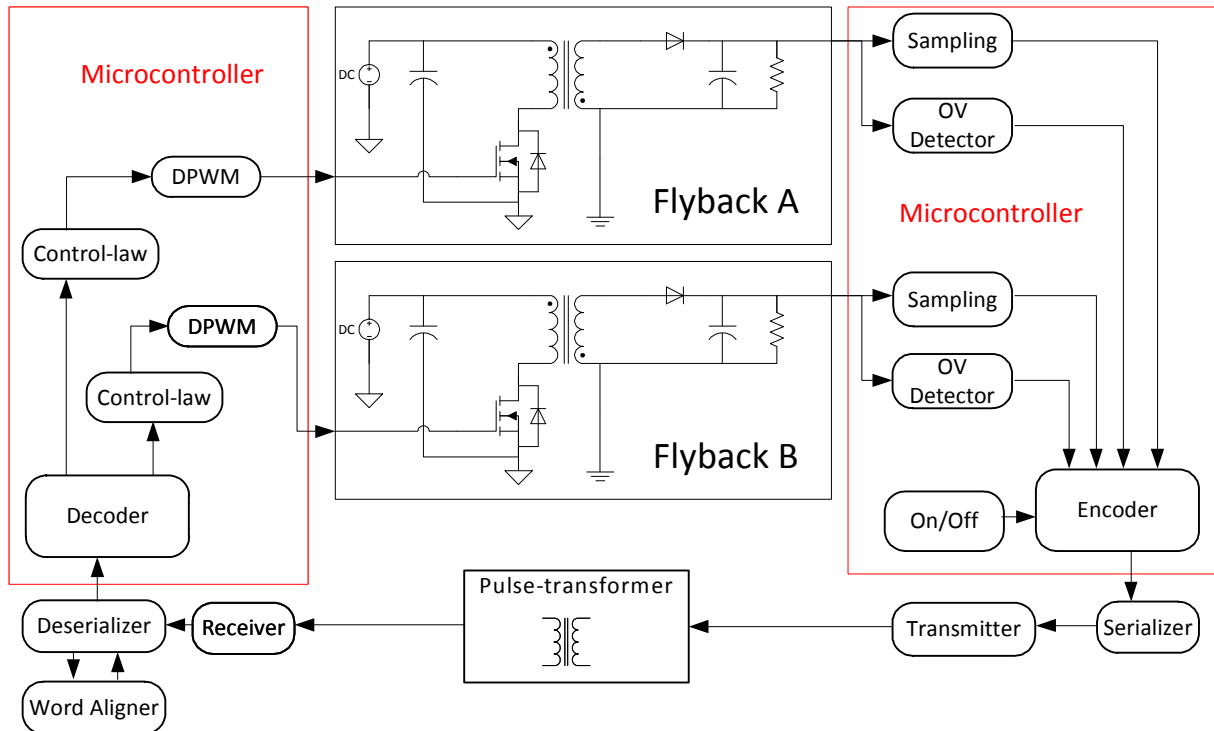 Microcontroller
DPWM
Control-law
DPWM
Control-law
Decoder
Deserializer
Word Aligner
Receiver
DC
Flyback A
DC
Flyback B
Pulse-transformer
Sampling
OV
Detector
Microcontroller
Sampling
OV
Detector
On/Off
Encoder
Transmitter
Serializer